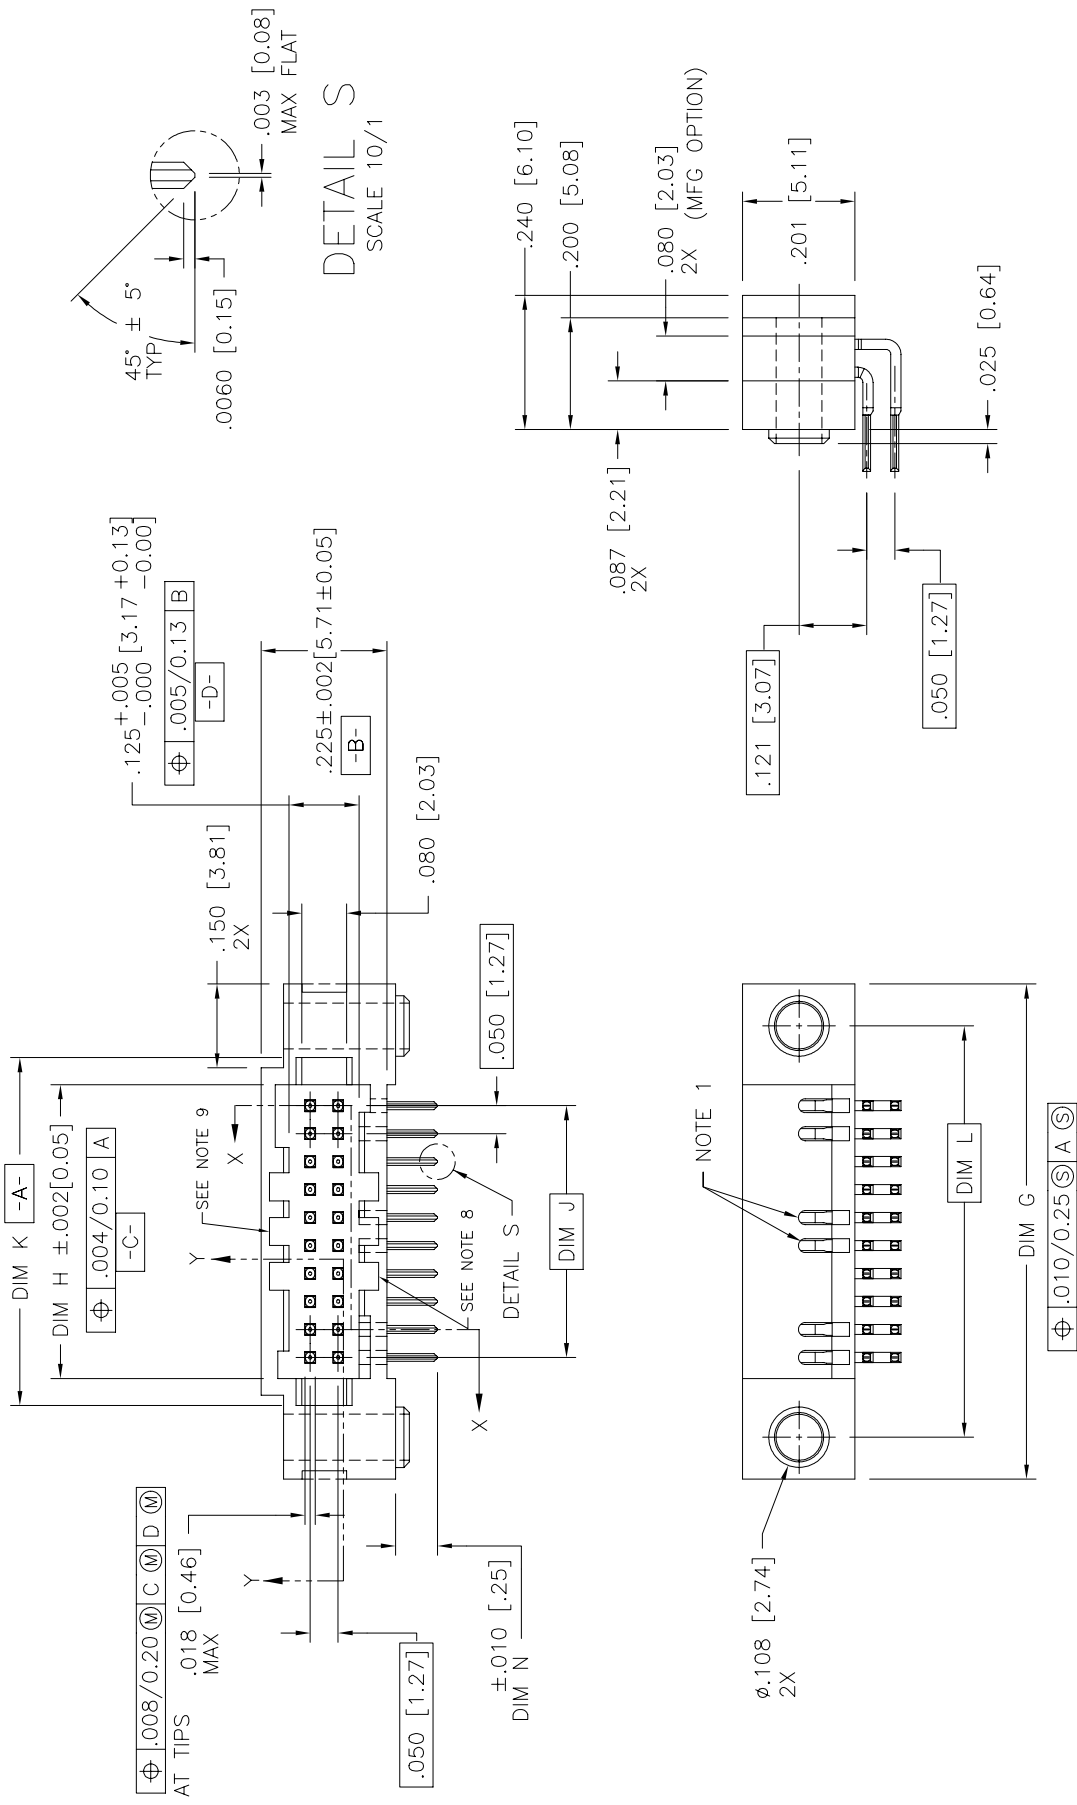 ⌖ .008/0.20 Ⓜ C Ⓜ D Ⓜ
AT TIPS
.018 [0.46]
MAX
.050 [1.27]
±.010 [.25]
DIM N
Y
Y
X
X
DIM K
-A-
DIM H ±.002[0.05]
⌖ .004/0.10 A
-C-
SEE NOTE 9
SEE NOTE 8
DETAIL S
DIM J
.050 [1.27]
.150 [3.81]
2X
.080 [2.03]
.125 +.005 -.000 [3.17 +0.13 -0.00]
⌖ .005/0.13 B
-D-
.225±.002[5.71±0.05]
-B-
45° ± 5°
TYP
.0060 [0.15]
.003 [0.08]
MAX FLAT
DETAIL S
SCALE 10/1
Ø.108 [2.74]
2X
NOTE 1
DIM L
DIM G
⌖ .010/0.25 Ⓢ A Ⓢ
.121 [3.07]
.050 [1.27]
.087 [2.21]
2X
.240 [6.10]
.200 [5.08]
.080 [2.03]
2X (MFG OPTION)
.201 [5.11]
.025 [0.64]